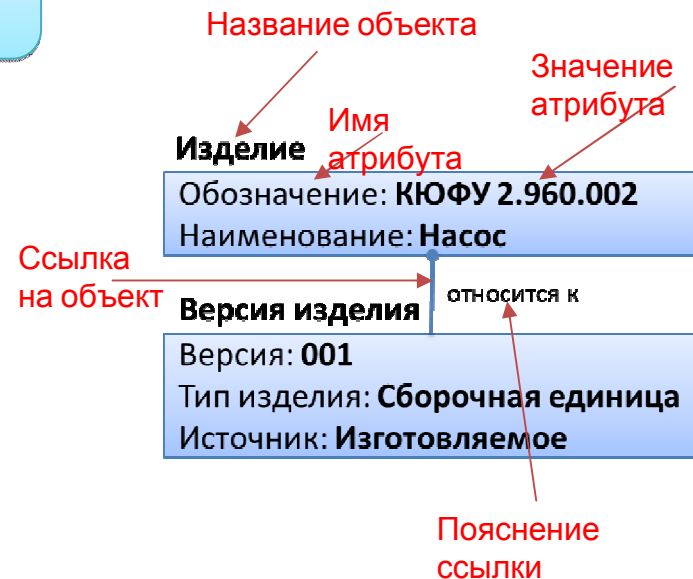 Название объекта
Значение
атрибута
Имя
атрибута
Изделие
Обозначение: КЮФУ 2.960.002
Наименование: Насос
Ссылка
на объект
относится к
Версия изделия
Версия: 001
Тип изделия: Сборочная единица
Источник: Изготовляемое
Пояснение
ссылки